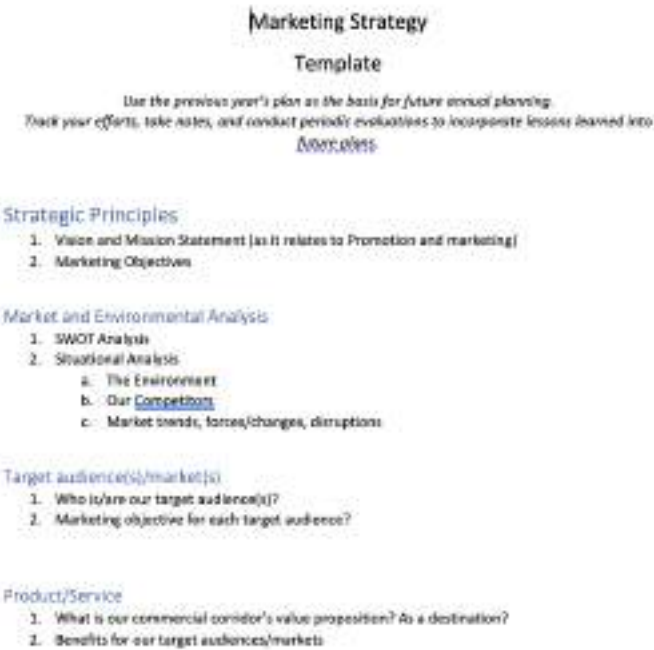 Marketing Strategy
Template
Use the previous year's plan as the basis for future annual planning.
Track your efforts, take notes, and conduct periodic evaluations to incorporate lessons learned into
future plans.
Strategic Principles
1. Vision and Mission Statement (as it relates to Promotion and marketing)
2. Marketing Objectives
Market and Environmental Analysis
1. SWOT Analysis
2. Situational Analysis
a. The Environment
b. Our Competitors
c. Market trends, forces/changes, disruptions
Target audience(s)/market(s)
1. Who is/are our target audience(s)?
2. Marketing objective for each target audience?
Product/Service
1. What is our commercial corridor's value proposition? As a destination?
2. Benefits for our target audiences/markets